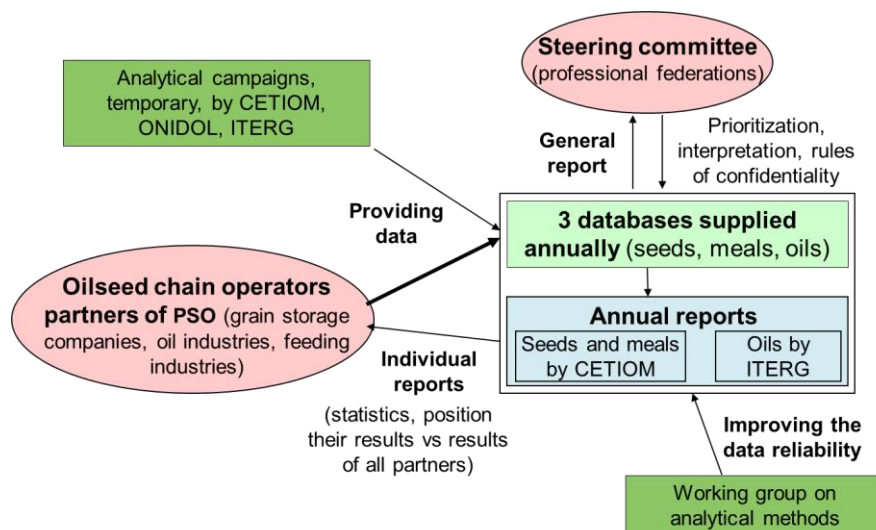 Steering committee
(professional federations)
Analytical campaigns,
temporary, by CETIOM,
ONIDOL, ITERG
General
report
Prioritization,
interpretation, rules
of confidentiality
Providing
data
3 databases supplied
annually (seeds, meals, oils)
Oilseed chain operators
partners of PSO (grain storage
companies, oil industries, feeding
industries)
Annual reports
Seeds and meals
by CETIOM
Oils by
ITERG
Individual
reports
(statistics, position
their results vs results
of all partners)
Improving the
data reliability
Working group on
analytical methods